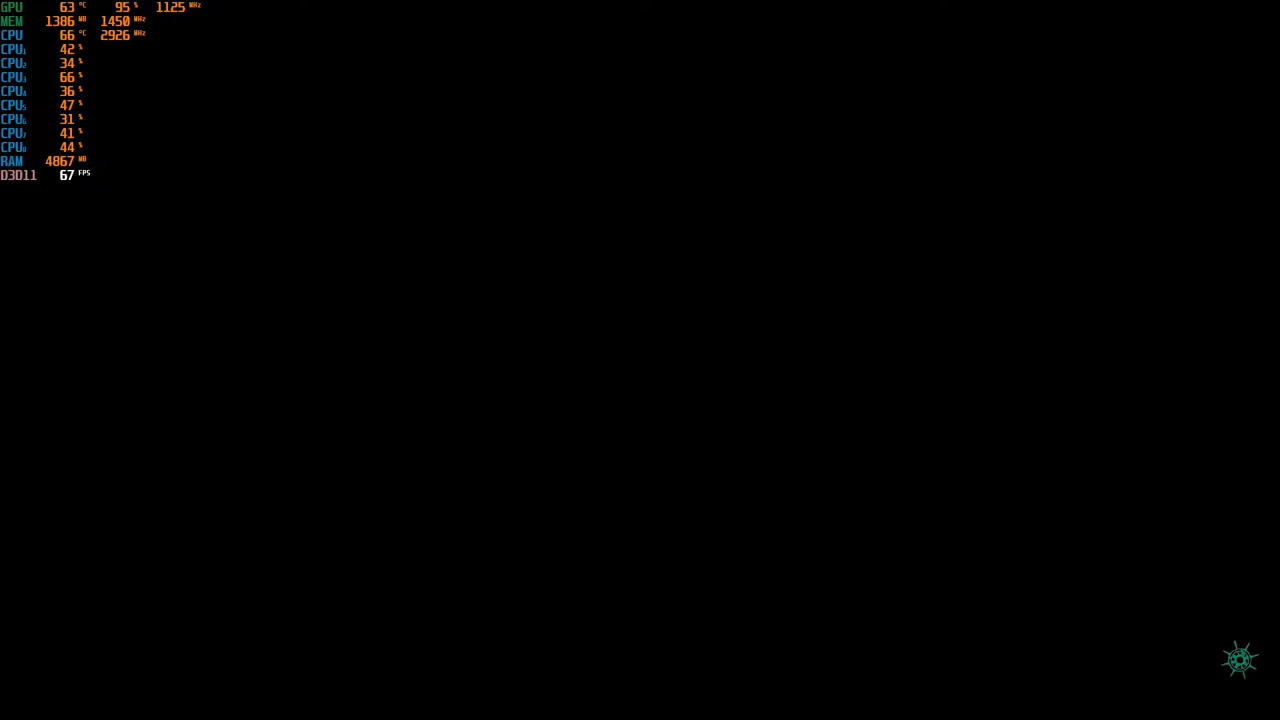 GPU 63 °C 95 % 1125 MHz
MEM 1386 MB 1450 MHz
CPU 66 °C 2926 MHz
CPU1 42 %
CPU2 34 %
CPU3 66 %
CPU4 36 %
CPU5 47 %
CPU6 31 %
CPU7 41 %
CPU8 44 %
RAM 4867 MB
D3D11 67 FPS